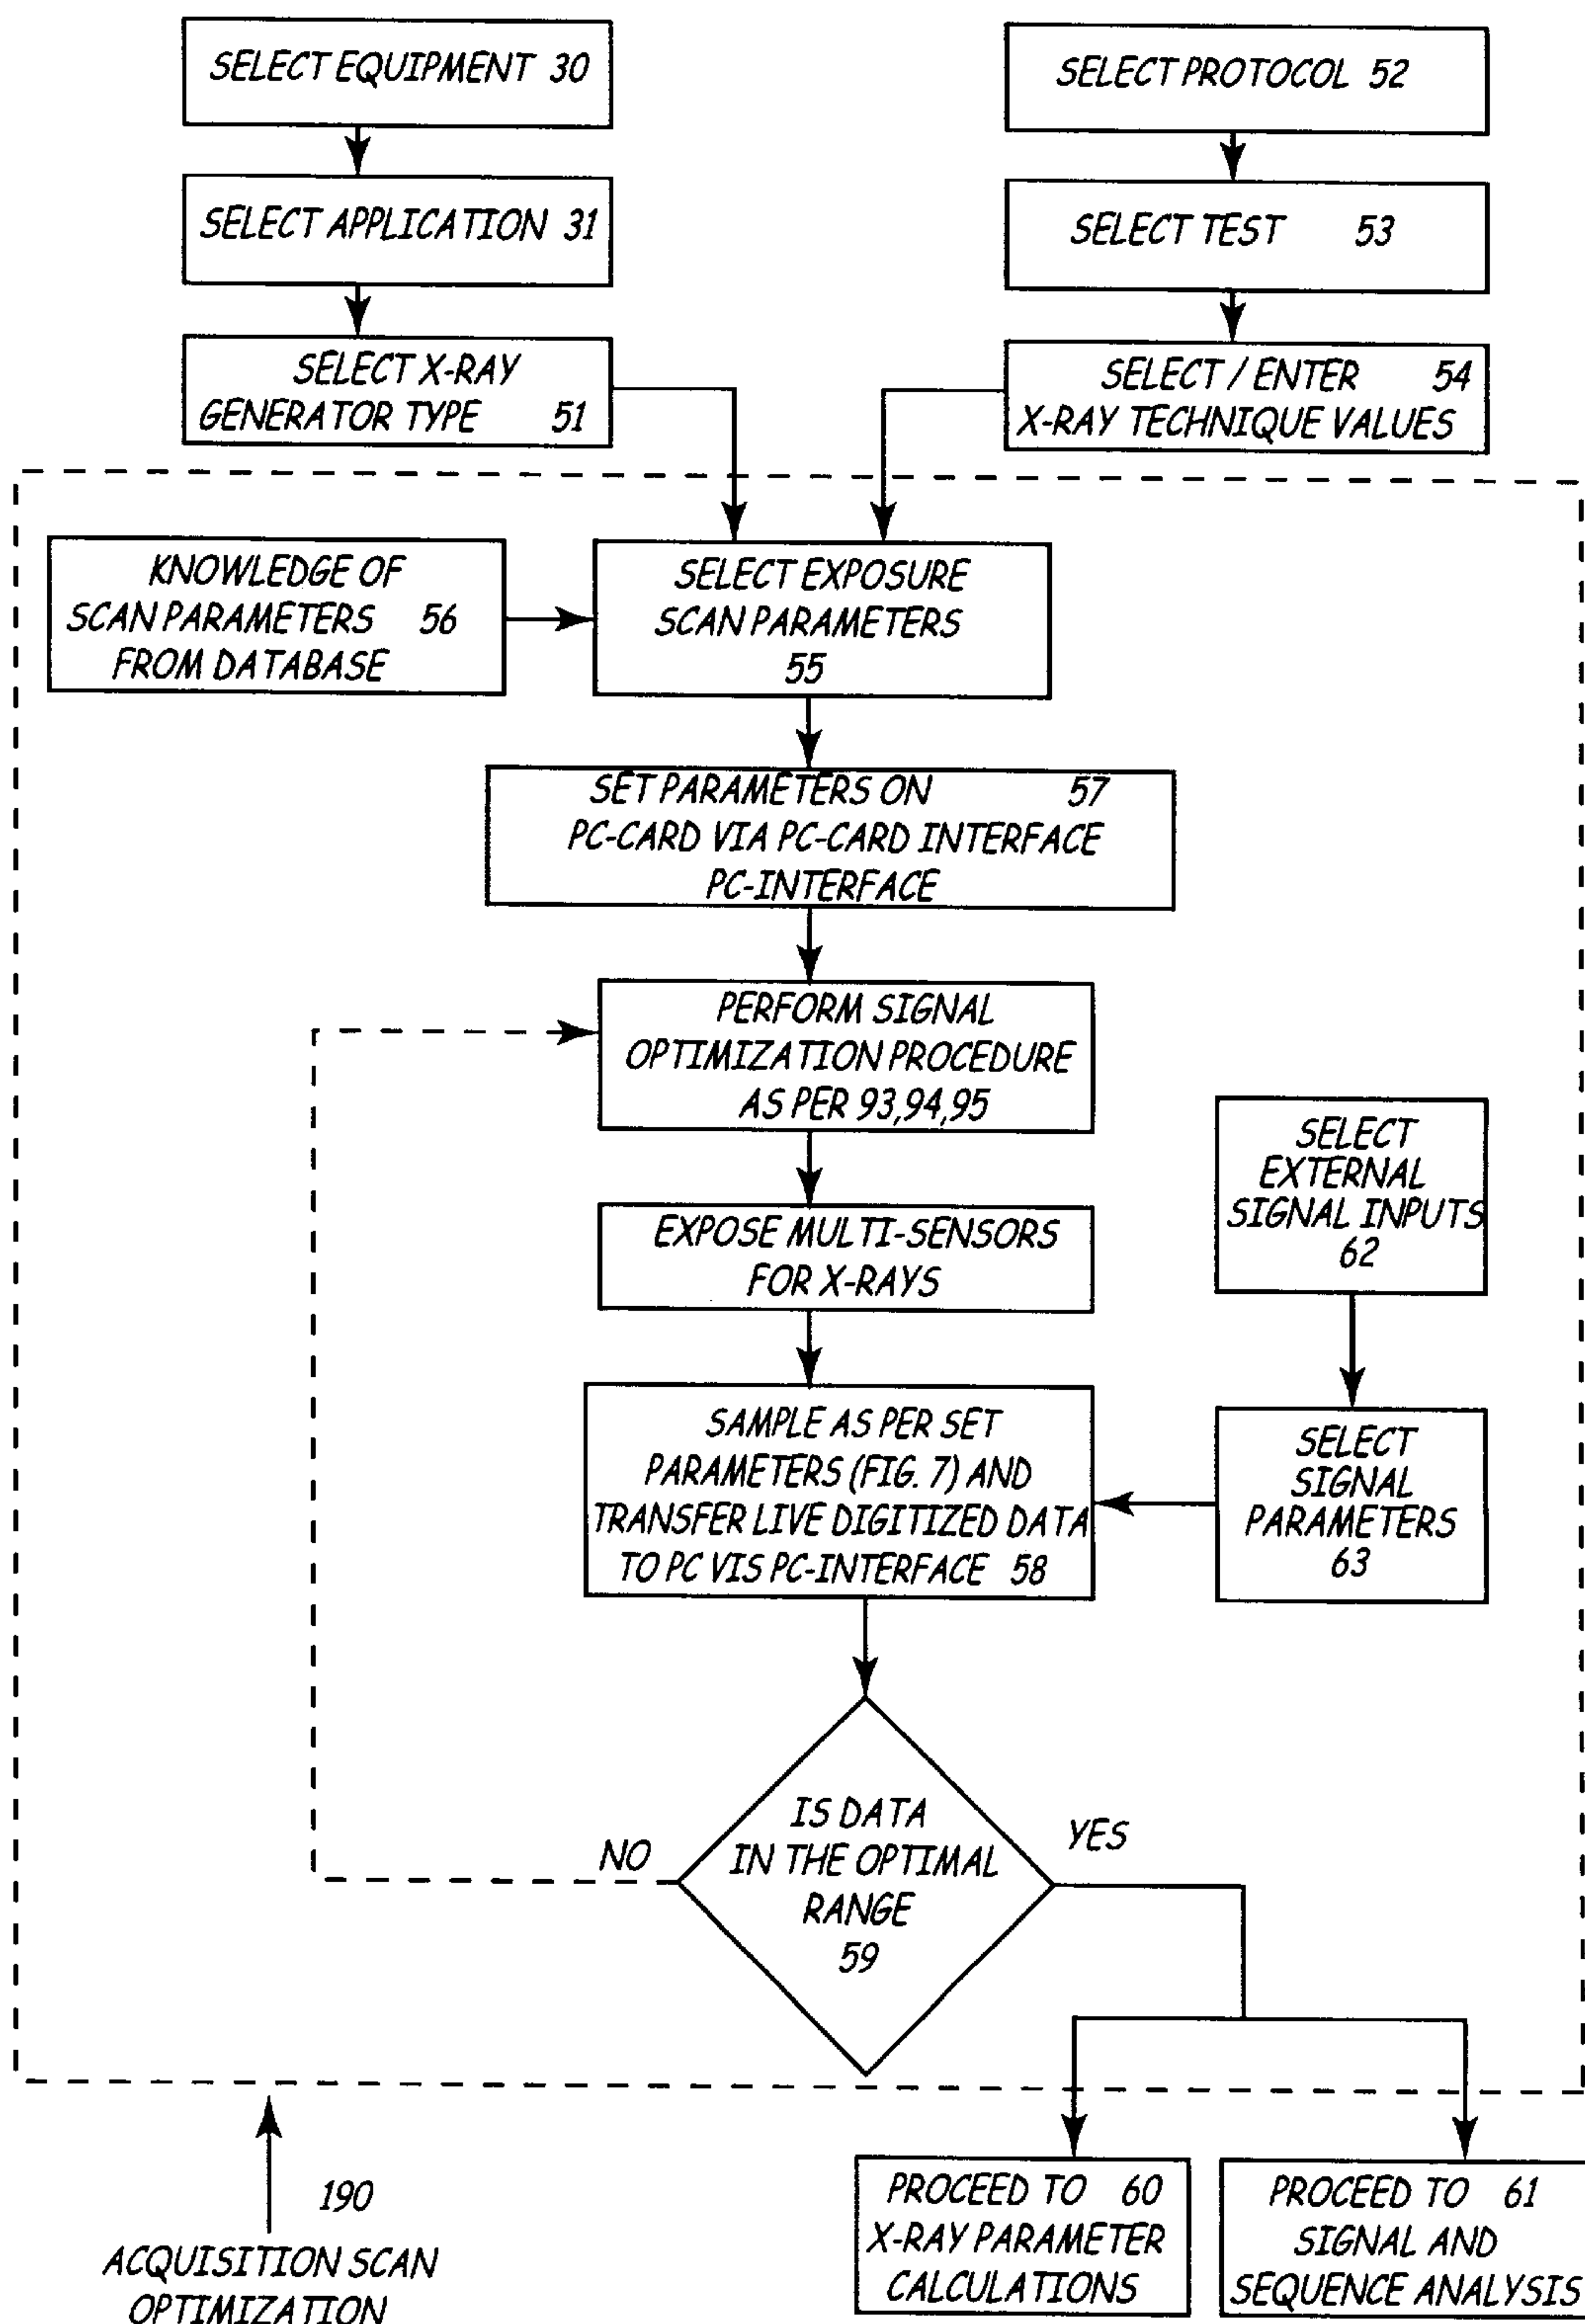 SELECT EQUIPMENT 30
SELECT PROTOCOL 52
SELECT APPLICATION 31
SELECT TEST 53
SELECT X-RAY
GENERATOR TYPE 51
SELECT / ENTER 54
X-RAY TECHNIQUE VALUES
KNOWLEDGE OF
SCAN PARAMETERS 56
FROM DATABASE
SELECT EXPOSURE
SCAN PARAMETERS
55
SET PARAMETERS ON 57
PC-CARD VIA PC-CARD INTERFACE
PC-INTERFACE
PERFORM SIGNAL
OPTIMIZATION PROCEDURE
AS PER 93,94,95
SELECT
EXTERNAL
SIGNAL INPUTS
62
EXPOSE MULTI-SENSORS
FOR X-RAYS
SAMPLE AS PER SET
PARAMETERS (FIG. 7) AND
TRANSFER LIVE DIGITIZED DATA
TO PC VIS PC-INTERFACE 58
SELECT
SIGNAL
PARAMETERS
63
IS DATA
IN THE OPTIMAL
RANGE
59
NO
YES
190
ACQUISITION SCAN
OPTIMIZATION
PROCEED TO 60
X-RAY PARAMETER
CALCULATIONS
PROCEED TO 61
SIGNAL AND
SEQUENCE ANALYSIS